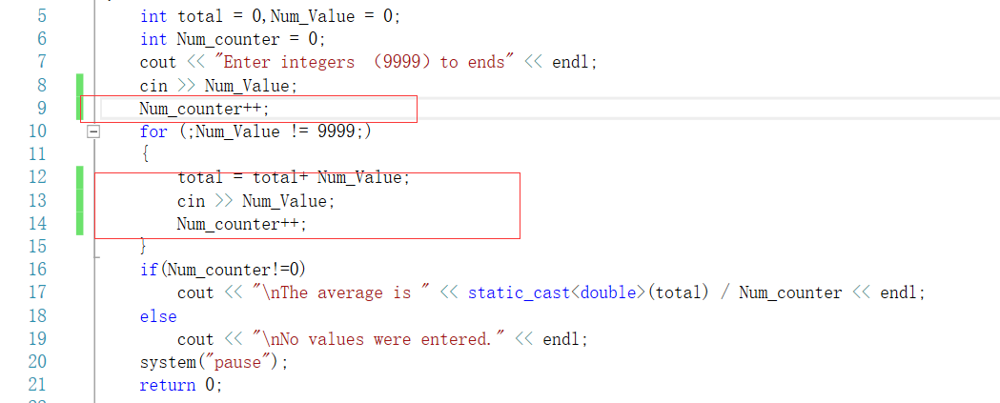 5 int total = 0,Num_Value = 0;
6 int Num_counter = 0;
7 cout << "Enter integers （9999）to ends" << endl;
8 cin >> Num_Value;
9 Num_counter++;
10 for (;Num_Value != 9999;)
11 {
12 total = total+ Num_Value;
13 cin >> Num_Value;
14 Num_counter++;
15 }
16 if(Num_counter!=0)
17 cout << "\nThe average is " << static_cast<double>(total) / Num_counter << endl;
18 else
19 cout << "\nNo values were entered." << endl;
20 system("pause");
21 return 0;